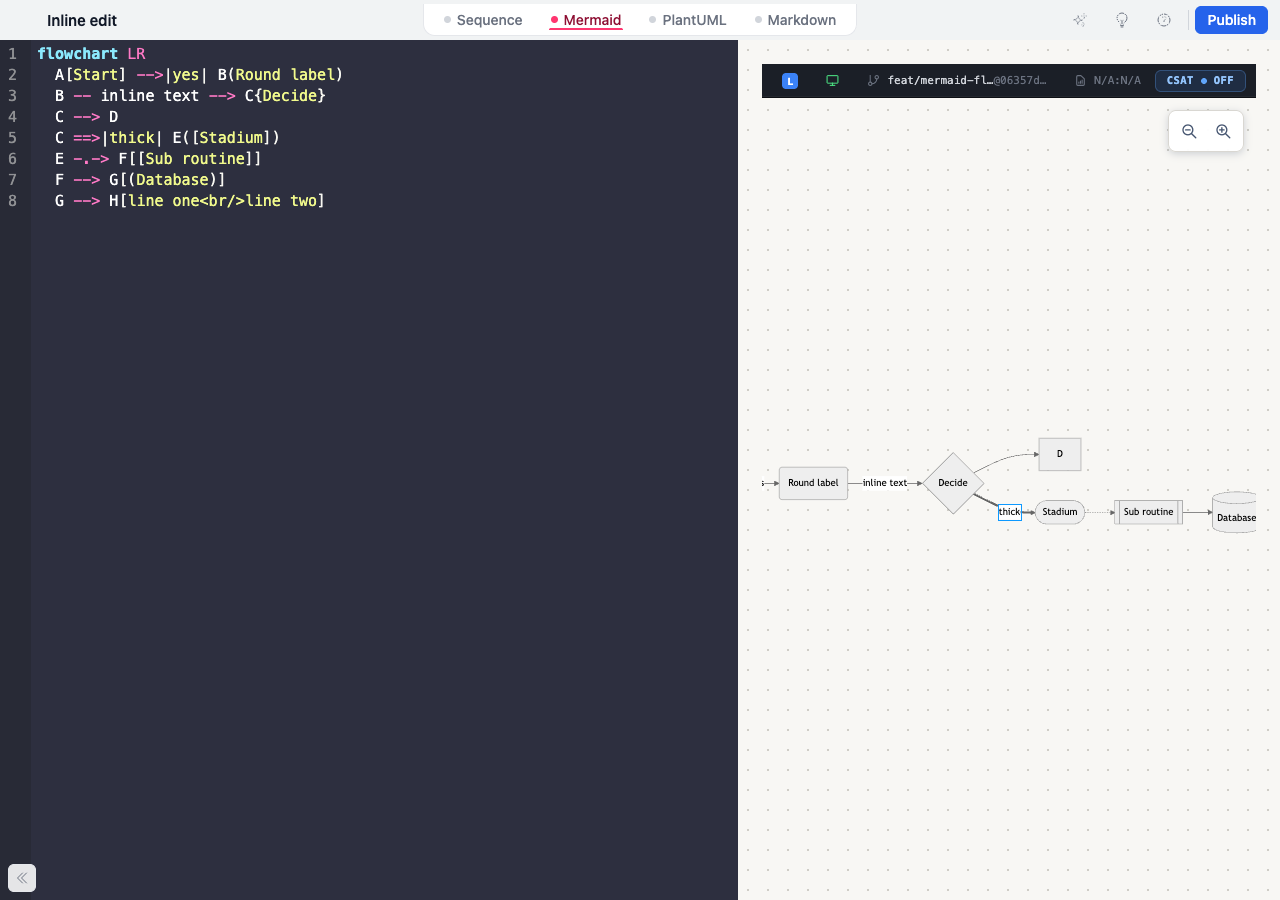 Inline edit
Sequence
Mermaid
PlantUML
Markdown
Publish
1 flowchart LR
2 A[Start] -->|yes| B(Round label)
3 B -- inline text --> C{Decide}
4 C --> D
5 C ==>|thick| E([Stadium])
6 E -.-> F[[Sub routine]]
7 F --> G[(Database)]
8 G --> H[line one<br/>line two]
L
feat/mermaid-fl…@06357d…
N/A:N/A
CSAT ● OFF
D
Round label
inline text
Decide
thick
Stadium
Sub routine
Database